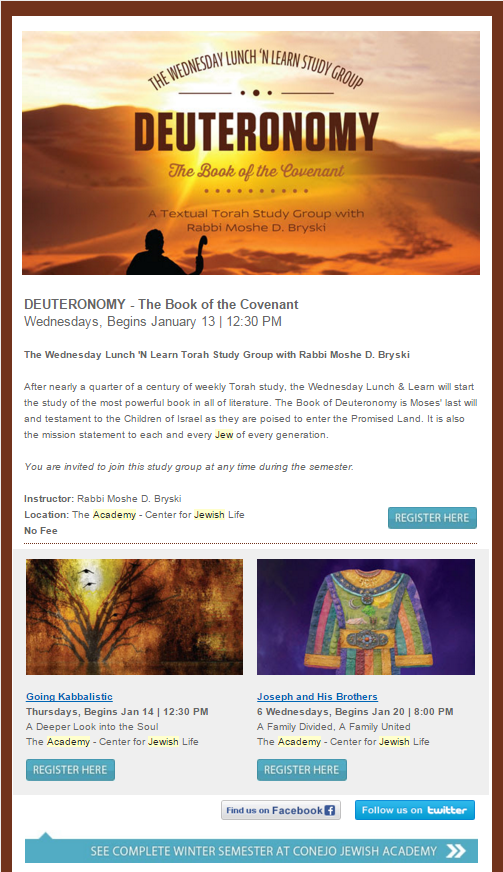 THE WEDNESDAY LUNCH 'N LEARN STUDY GROUP
DEUTERONOMY
The Book of the Covenant
A Textual Torah Study Group with
Rabbi Moshe D. Bryski
DEUTERONOMY - The Book of the Covenant
Wednesdays, Begins January 13 | 12:30 PM
The Wednesday Lunch 'N Learn Torah Study Group with Rabbi Moshe D. Bryski
After nearly a quarter of a century of weekly Torah study, the Wednesday Lunch & Learn will start
the study of the most powerful book in all of literature. The Book of Deuteronomy is Moses' last will
and testament to the Children of Israel as they are poised to enter the Promised Land. It is also
the mission statement to each and every Jew of every generation.
You are invited to join this study group at any time during the semester.
Instructor: Rabbi Moshe D. Bryski
Location: The Academy - Center for Jewish Life
No Fee
REGISTER HERE
Going Kabbalistic
Thursdays, Begins Jan 14 | 12:30 PM
A Deeper Look into the Soul
The Academy - Center for Jewish Life
REGISTER HERE
Joseph and His Brothers
6 Wednesdays, Begins Jan 20 | 8:00 PM
A Family Divided, A Family United
The Academy - Center for Jewish Life
REGISTER HERE
Find us on Facebook
Follow us on twitter
SEE COMPLETE WINTER SEMESTER AT CONEJO JEWISH ACADEMY